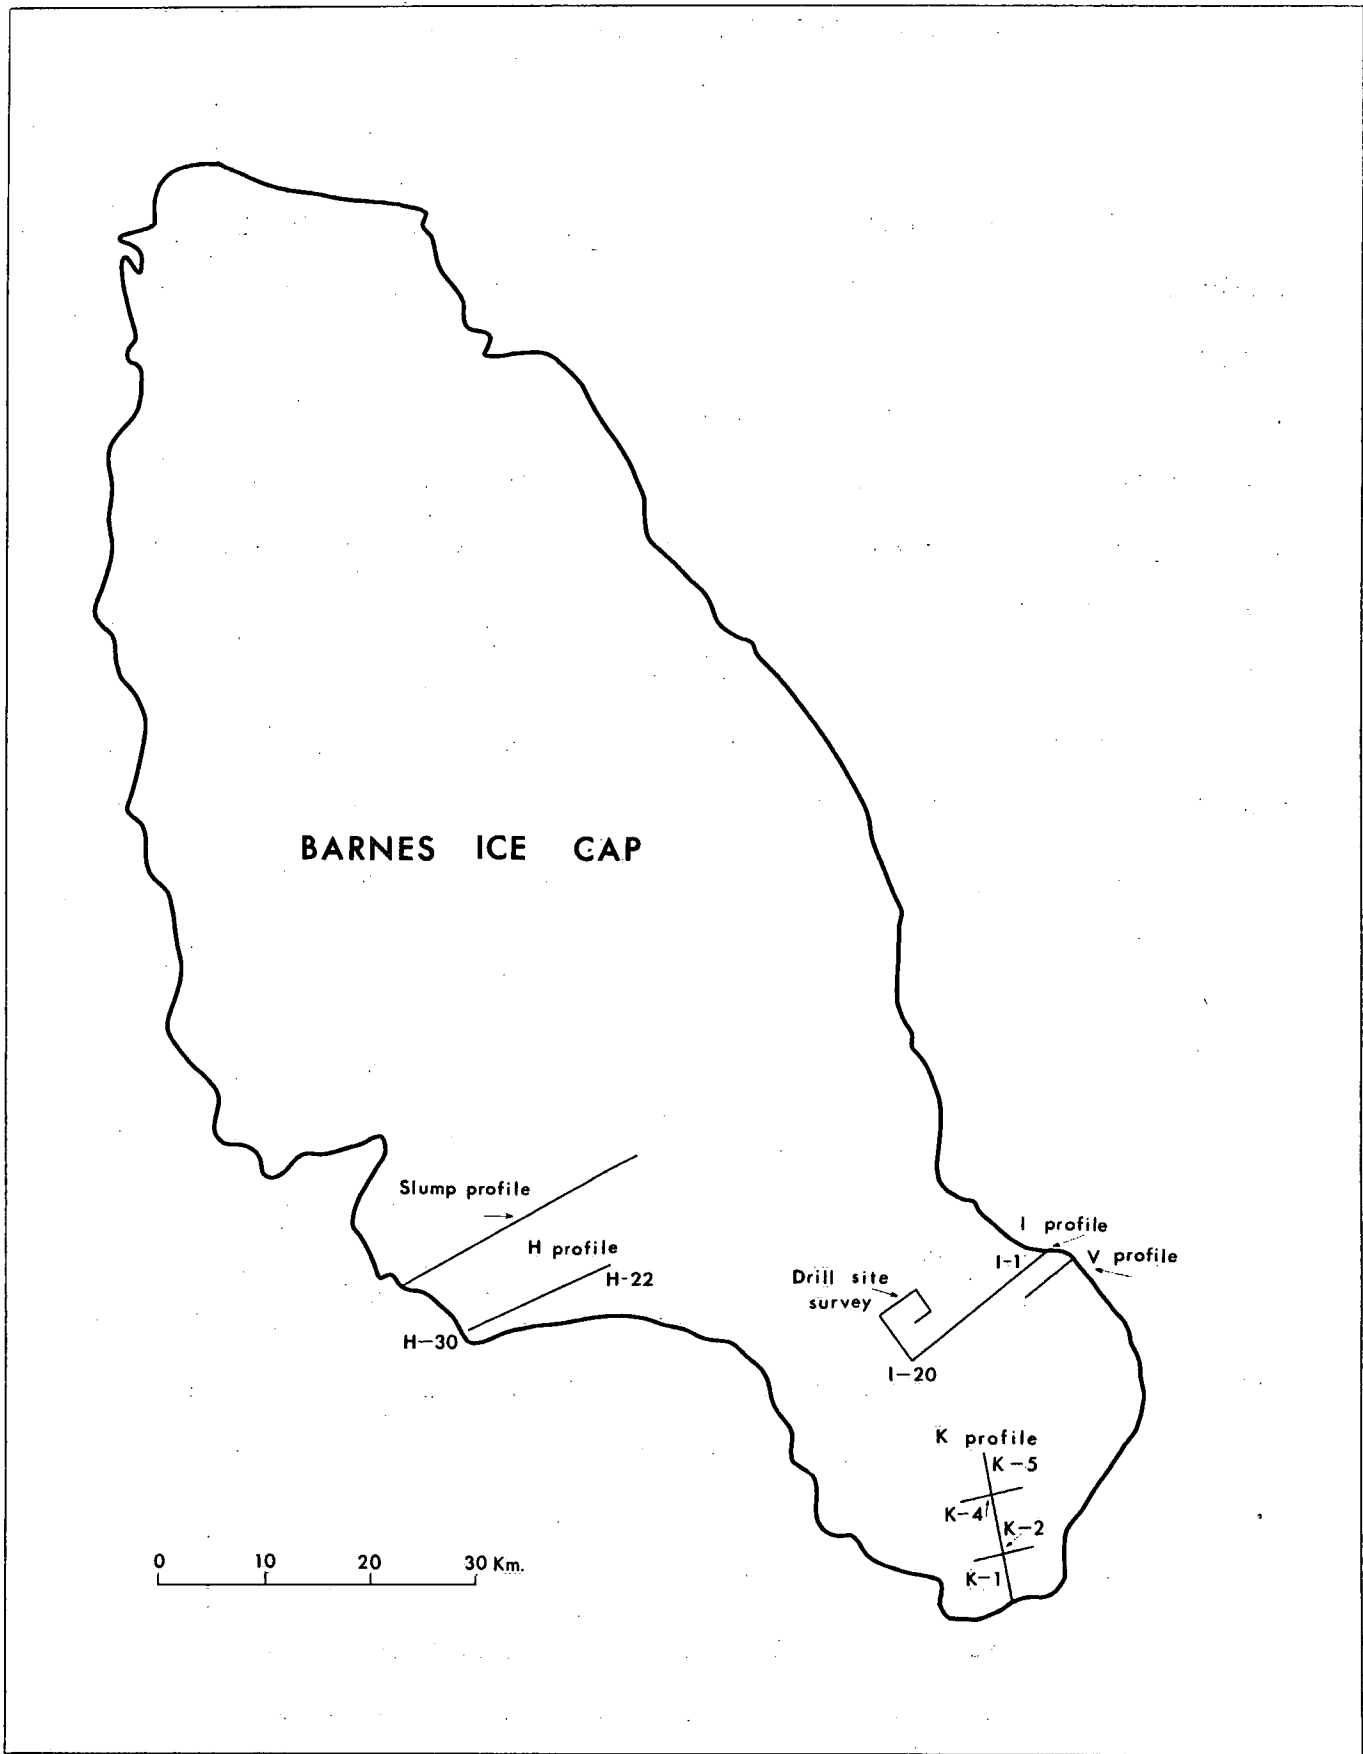 BARNES ICE CAP
Slump profile
H profile
H-22
H-30
I profile
I-1
V profile
Drill site
survey
I-20
K profile
K-5
K-4
K-2
K-1
0 10 20 30 Km.